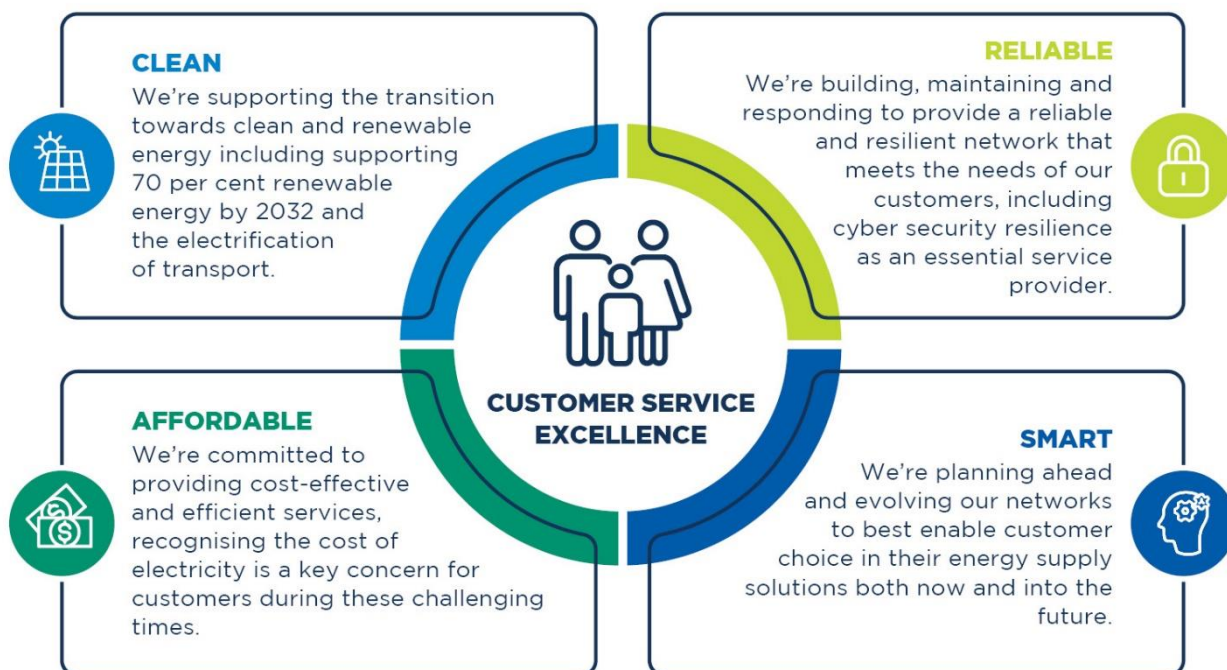 CLEAN
We're supporting the transition
towards clean and renewable
energy including supporting
70 per cent renewable
energy by 2032 and
the electrification
of transport.
RELIABLE
We're building, maintaining and
responding to provide a reliable
and resilient network that
meets the needs of our
customers, including
cyber security resilience
as an essential service
provider.
CUSTOMER SERVICE
EXCELLENCE
AFFORDABLE
We're committed to
providing cost-effective
and efficient services,
recognising the cost of
electricity is a key concern for
customers during these challenging
times.
SMART
We're planning ahead
and evolving our networks
to best enable customer
choice in their energy supply
solutions both now and into the
future.